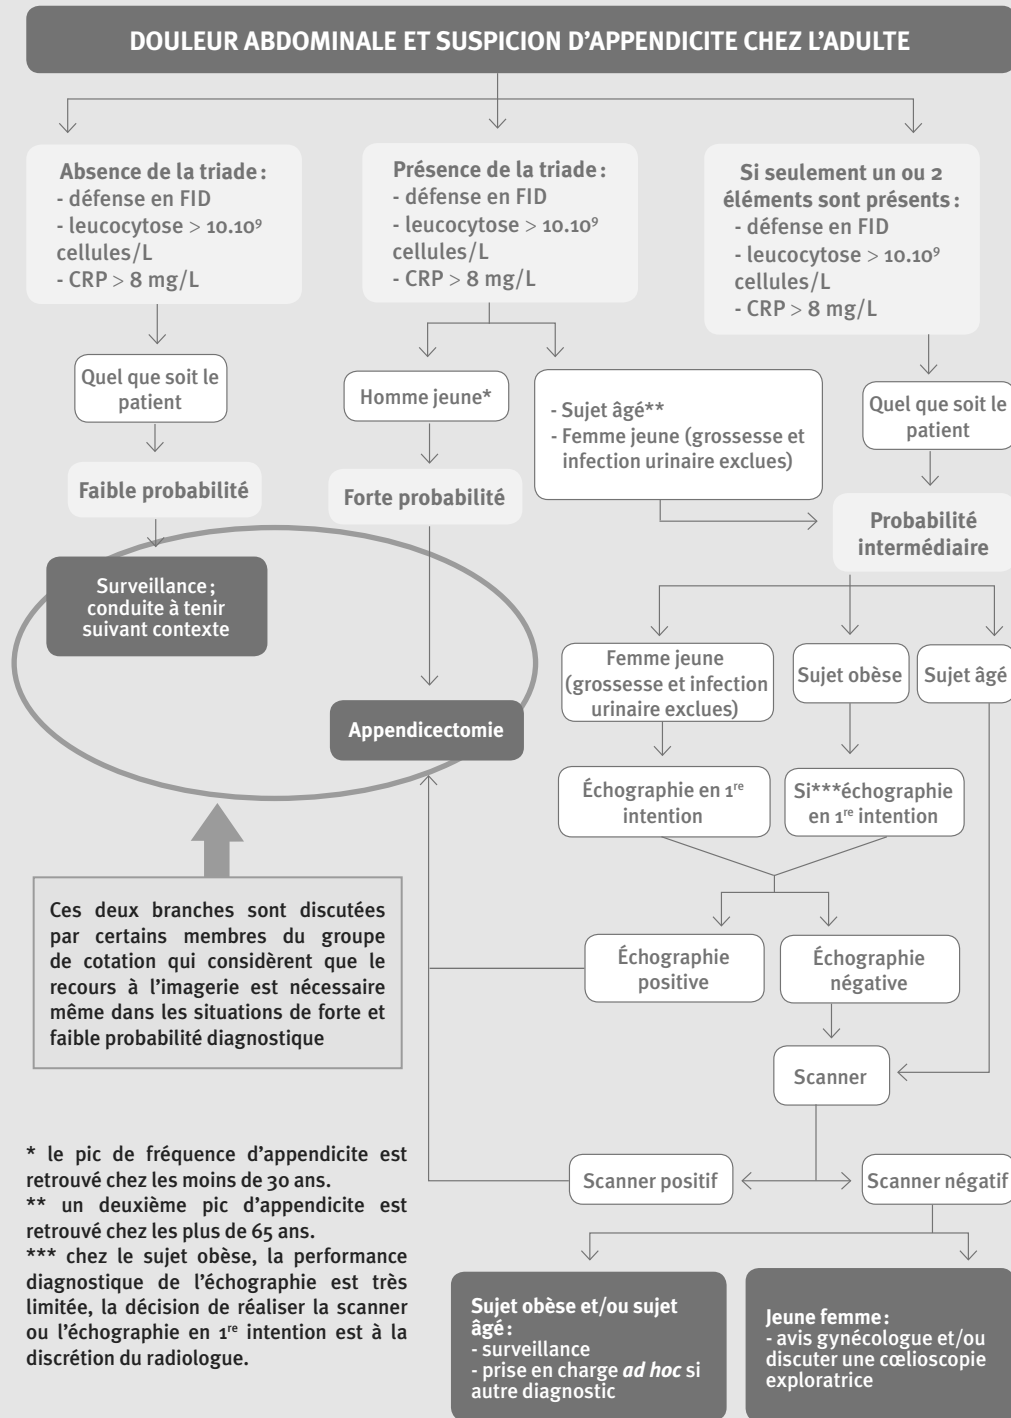 DOULEUR ABDOMINALE ET SUSPICION D'APPENDICITE CHEZ L'ADULTE
Absence de la triade :
- défense en FID
- leucocytose > 10.10⁹
cellules/L
- CRP > 8 mg/L
Présence de la triade :
- défense en FID
- leucocytose > 10.10⁹
cellules/L
- CRP > 8 mg/L
Si seulement un ou 2
éléments sont présents :
- défense en FID
- leucocytose > 10.10⁹
cellules/L
- CRP > 8 mg/L
Quel que soit le
patient
Homme jeune*
- Sujet âgé**
- Femme jeune (grossesse et
infection urinaire exclues)
Quel que soit le
patient
Faible probabilité
Forte probabilité
Probabilité
intermédiaire
Surveillance ;
conduite à tenir
suivant contexte
Appendicectomie
Femme jeune
(grossesse et infection
urinaire exclues)
Sujet obèse
Sujet âgé
Échographie en 1re
intention
Si***échographie
en 1re intention
Échographie
positive
Échographie
négative
Scanner
Scanner positif
Scanner négatif
Ces deux branches sont discutées
par certains membres du groupe
de cotation qui considèrent que le
recours à l'imagerie est nécessaire
même dans les situations de forte et
faible probabilité diagnostique
* le pic de fréquence d'appendicite est
retrouvé chez les moins de 30 ans.
** un deuxième pic d'appendicite est
retrouvé chez les plus de 65 ans.
*** chez le sujet obèse, la performance
diagnostique de l'échographie est très
limitée, la décision de réaliser la scanner
ou l'échographie en 1re intention est à la
discrétion du radiologue.
Sujet obèse et/ou sujet
âgé :
- surveillance
- prise en charge ad hoc si
autre diagnostic
Jeune femme :
- avis gynécologue et/ou
discuter une cœlioscopie
exploratrice